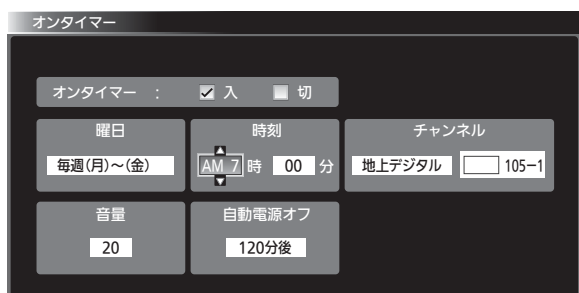 オンタイマー
オンタイマー : 入 切
曜日 時刻 チャンネル
毎週(月)～(金) AM 7 時 00 分 地上デジタル 105−1
音量 自動電源オフ
20 120分後